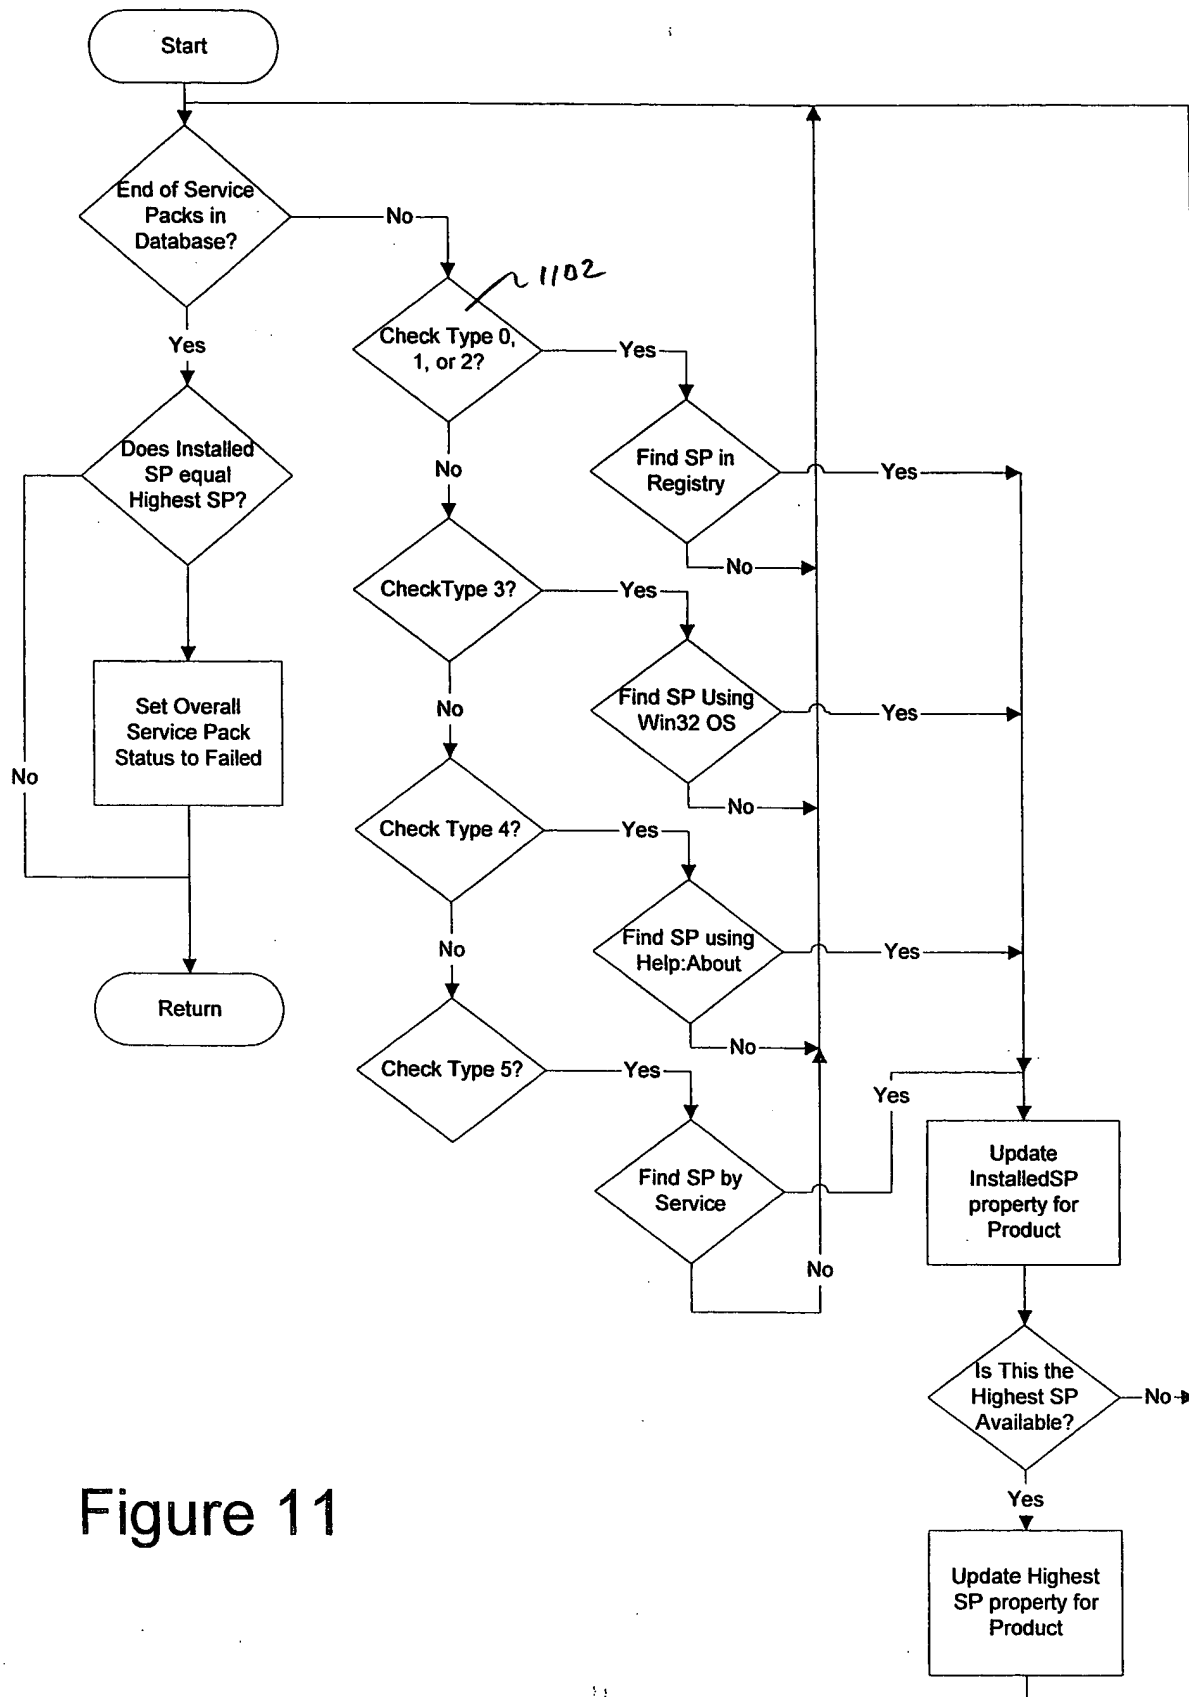 Start
End of Service
Packs in
Database?
No
1102
Yes
Check Type 0,
1, or 2?
Yes
Does Installed
SP equal
Highest SP?
No
Find SP in
Registry
Yes
No
CheckType 3?
Yes
Set Overall
Service Pack
Status to Failed
No
No
Find SP Using
Win32 OS
Yes
No
Check Type 4?
Yes
No
Find SP using
Help:About
Yes
Return
No
Check Type 5?
Yes
Yes
Find SP by
Service
No
Update
InstalledSP
property for
Product
Is This the
Highest SP
Available?
No
Yes
Update Highest
SP property for
Product
Figure 11